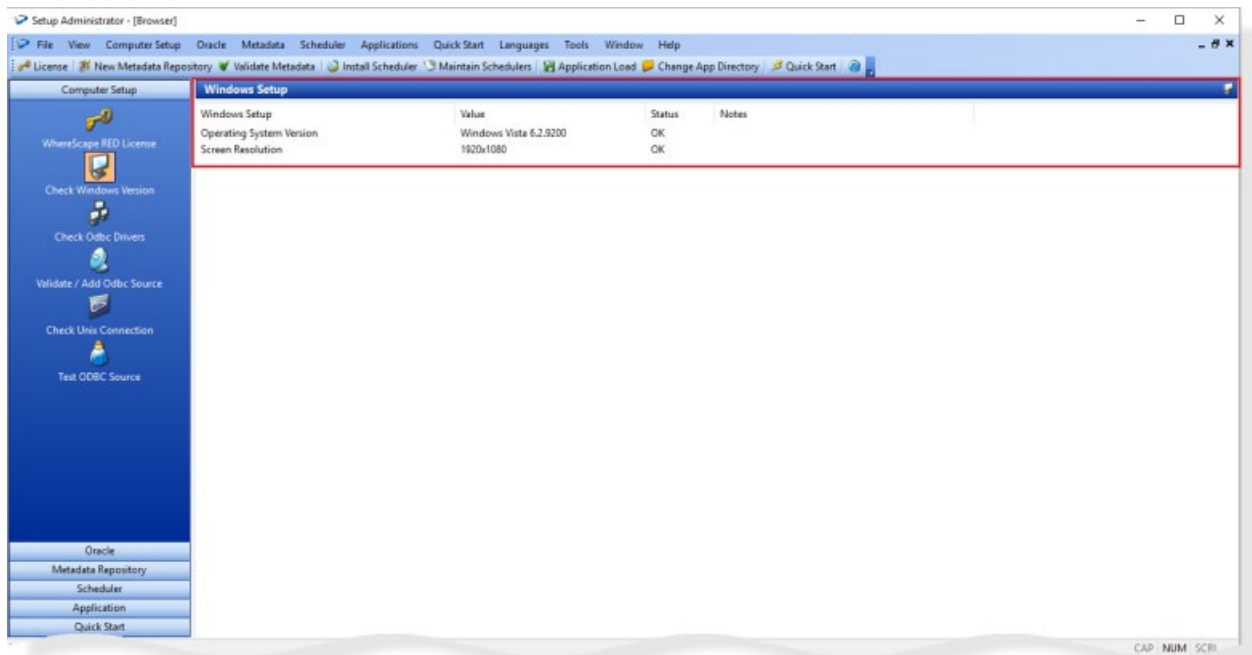 Setup Administrator - [Browser]
File View Computer Setup Oracle Metadata Scheduler Applications Quick Start Languages Tools Window Help
License New Metadata Repository Validate Metadata Install Scheduler Maintain Schedulers Application Load Change App Directory Quick Start
Computer Setup
WhereScape RED License
Check Windows Version
Check Odbc Drivers
Validate / Add Odbc Source
Check Unix Connection
Test ODBC Source
Oracle
Metadata Repository
Scheduler
Application
Quick Start
Windows Setup
Windows Setup Value Status Notes
Operating System Version Windows Vista 6.2.9200 OK
Screen Resolution 1920x1080 OK
CAP NUM SCRL